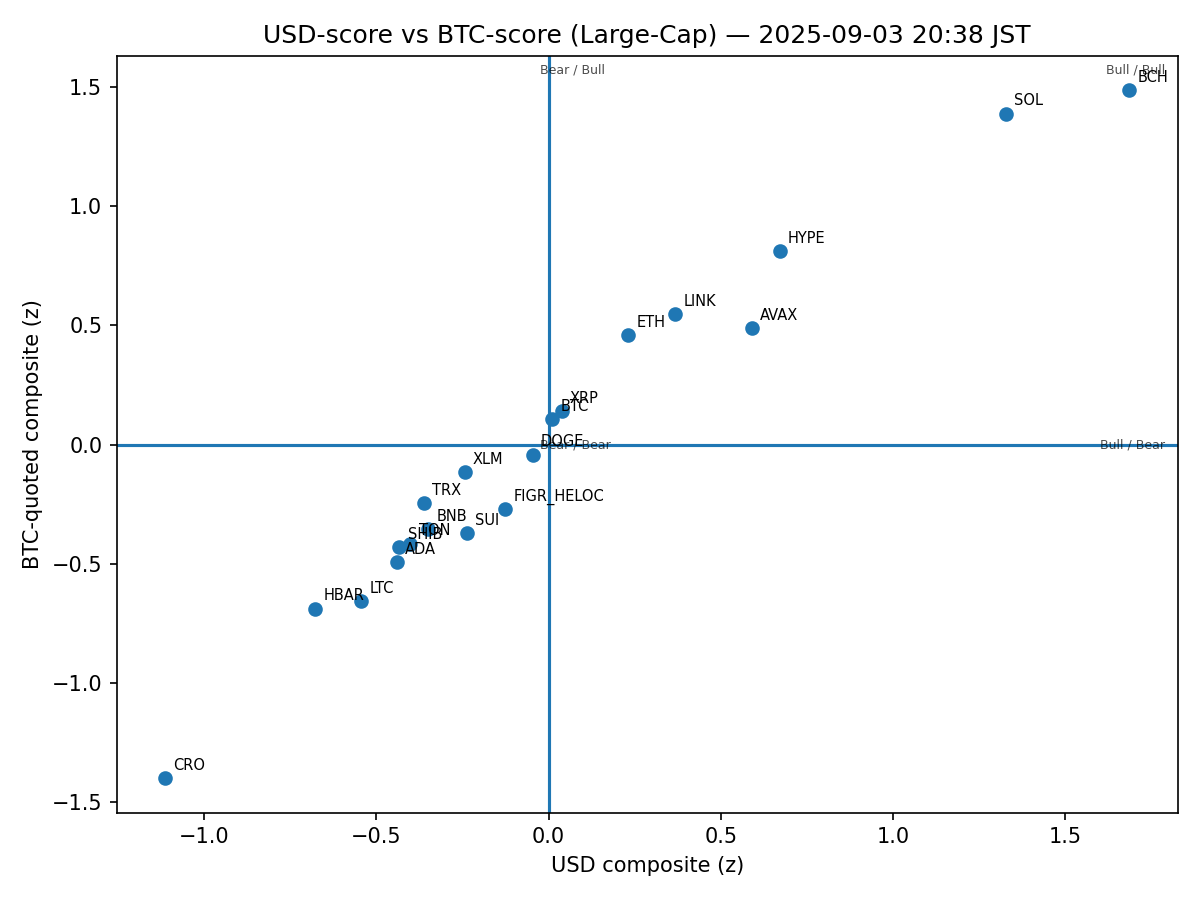 USD-score vs BTC-score (Large-Cap) — 2025-09-03 20:38 JST
Bear / Bull
Bull / Bull
BCH
SOL
HYPE
LINK
AVAX
ETH
XRP
BTC
DOGE
Bear / Bear
Bull / Bear
XLM
TRX
FIGR_HELOC
BNB
SUI
TON
SHIB
ADA
LTC
HBAR
CRO
1.5
1.0
0.5
0.0
−0.5
−1.0
−1.5
BTC-quoted composite (z)
−1.0
−0.5
0.0
0.5
1.0
1.5
USD composite (z)